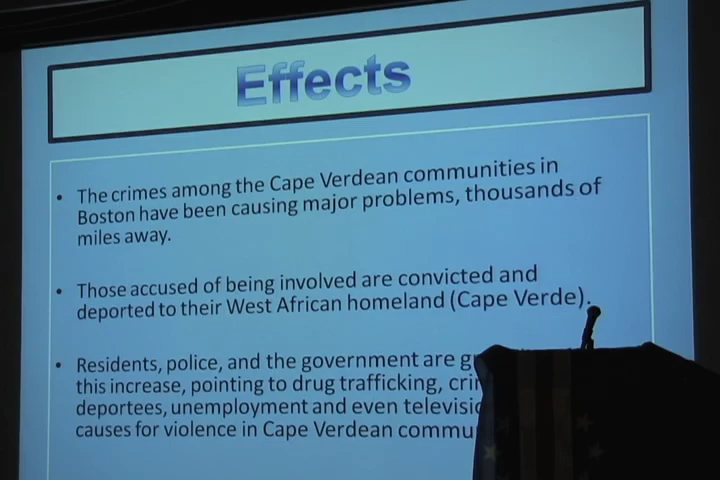 Effects
• The crimes among the Cape Verdean communities in
Boston have been causing major problems, thousands of
miles away.
• Those accused of being involved are convicted and
deported to their West African homeland (Cape Verde).
• Residents, police, and the government are
this increase, pointing to drug trafficking,
deportees, unemployment and even
causes for violence in Cape Verdean